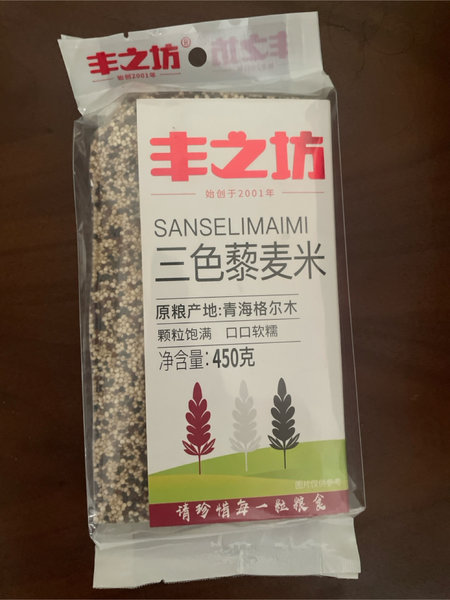 丰之坊®
始创2001年
丰之坊
丰之坊
始创于2001年
SANSELIMAIMI
三色藜麦米
原粮产地:青海格尔木
颗粒饱满 口口软糯
净含量: 450克
图片仅供参考
请珍惜每一粒粮食